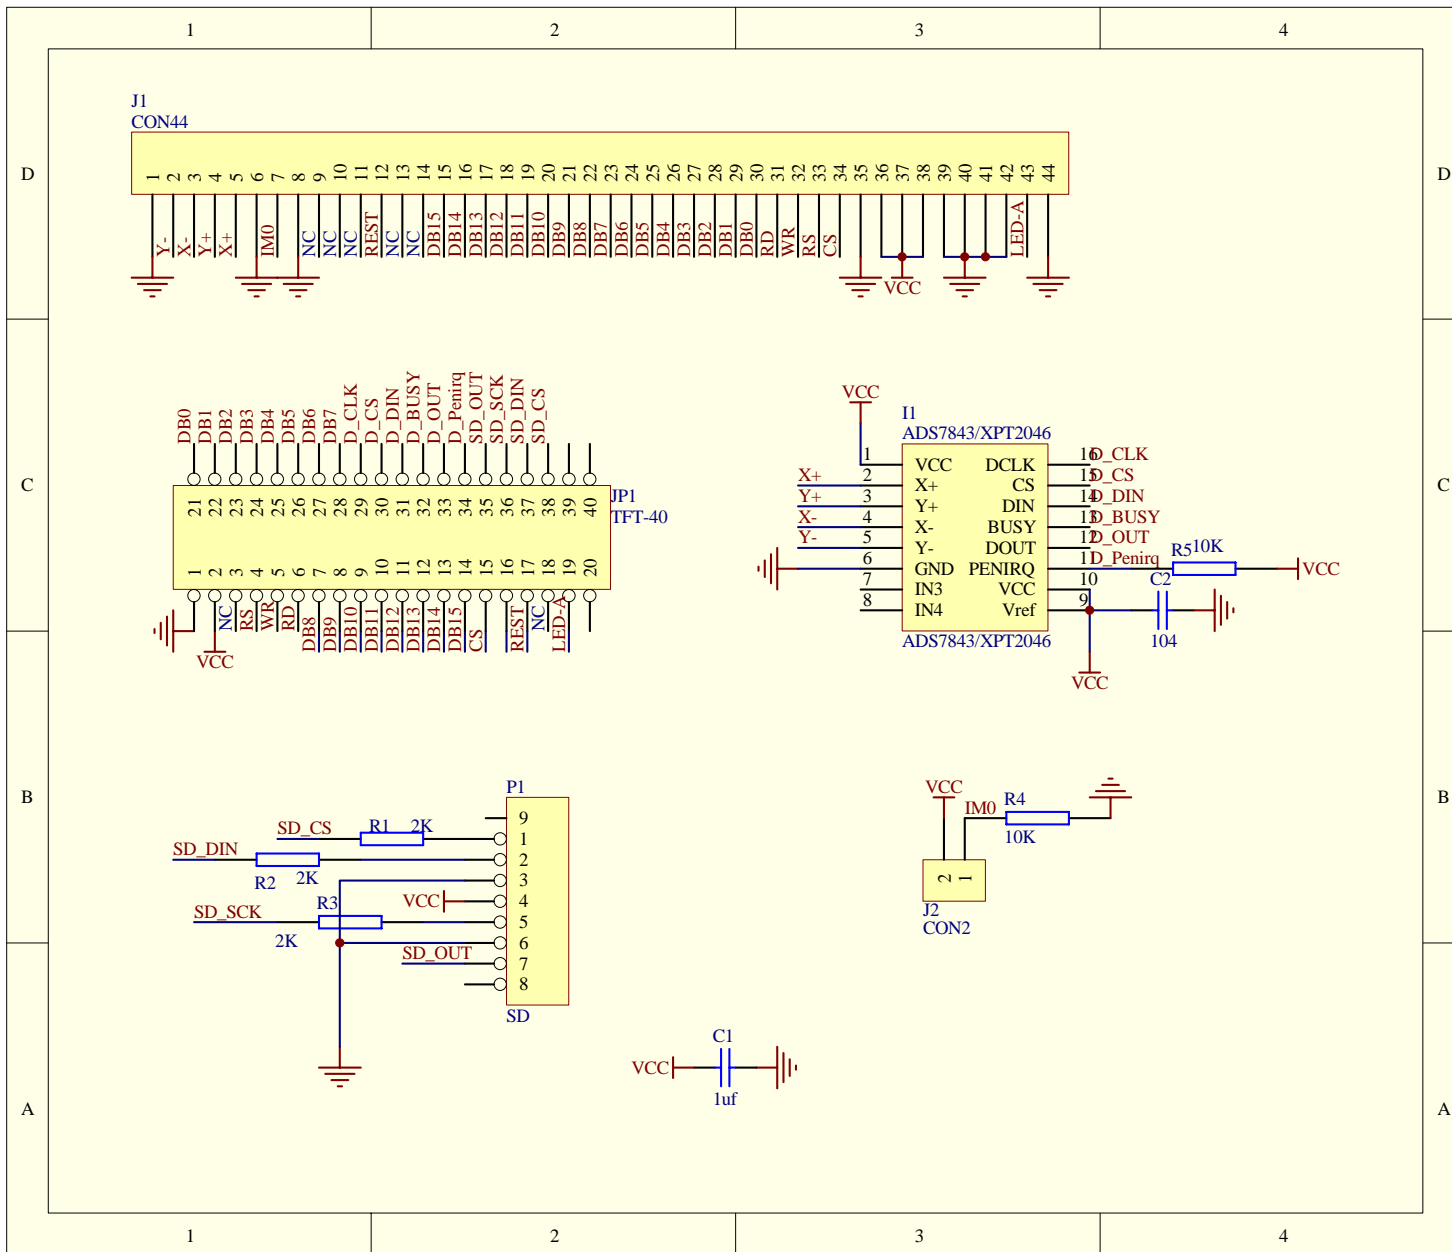 1 2 3 4
D D
J1
CON44
1 2 3 4 5 6 7 8 9 10 11 12 13 14 15 16 17 18 19 20 21 22 23 24 25 26 27 28 29 30 31 32 33 34 35 36 37 38 39 40 41 42 43 44
Y- X- Y+ X+ IM0 NC NC NC REST NC NC DB15 DB14 DB13 DB12 DB11 DB10 DB9 DB8 DB7 DB6 DB5 DB4 DB3 DB2 DB1 DB0 RD WR RS CS LED-A
VCC
C C
DB0 DB1 DB2 DB3 DB4 DB5 DB6 DB7 D_CLK D_CS D_DIN D_BUSY D_OUT D_Penirq SD_OUT SD_SCK SD_DIN SD_CS
21 22 23 24 25 26 27 28 29 30 31 32 33 34 35 36 37 38 39 40
JP1
TFT-40
1 2 3 4 5 6 7 8 9 10 11 12 13 14 15 16 17 18 19 20
NC RS WR RD DB8 DB9 DB10 DB11 DB12 DB13 DB14 DB15 CS REST NC LED-A
VCC
VCC
I1
ADS7843/XPT2046
1 VCC DCLK 16 D_CLK
X+ 2 X+ CS 15 D_CS
Y+ 3 Y+ DIN 14 D_DIN
X- 4 X- BUSY 13 D_BUSY
Y- 5 Y- DOUT 12 D_OUT
6 GND PENIRQ 11 D_Penirq R5 10K VCC
7 IN3 VCC 10 C2
8 IN4 Vref 9
ADS7843/XPT2046 104
VCC
B B
P1
9
SD_CS R1 2K 1
SD_DIN 2
R2 2K 3
VCC 4
SD_SCK R3 5
2K 6
SD_OUT 7
8
SD
VCC
IM0 R4
10K
2 1
J2
CON2
C1
VCC
1uf
A A
1 2 3 4